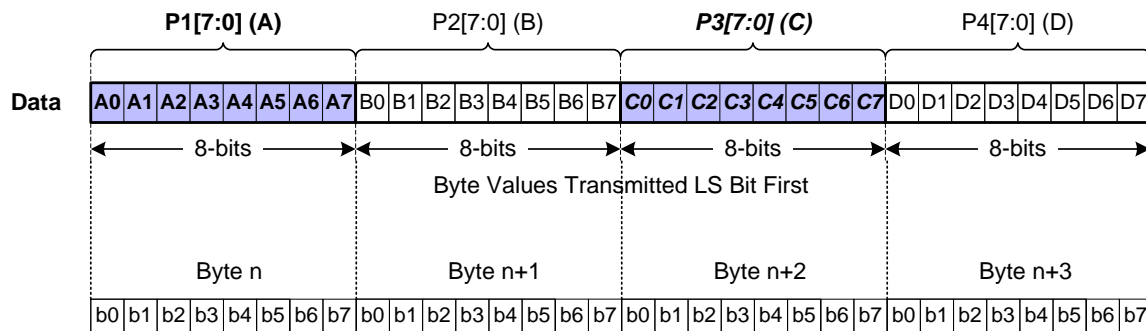 P1[7:0] (A) P2[7:0] (B) P3[7:0] (C) P4[7:0] (D)
Data A0 A1 A2 A3 A4 A5 A6 A7 B0 B1 B2 B3 B4 B5 B6 B7 C0 C1 C2 C3 C4 C5 C6 C7 D0 D1 D2 D3 D4 D5 D6 D7
8-bits 8-bits 8-bits 8-bits
Byte Values Transmitted LS Bit First
Byte n Byte n+1 Byte n+2 Byte n+3
b0 b1 b2 b3 b4 b5 b6 b7 b0 b1 b2 b3 b4 b5 b6 b7 b0 b1 b2 b3 b4 b5 b6 b7 b0 b1 b2 b3 b4 b5 b6 b7